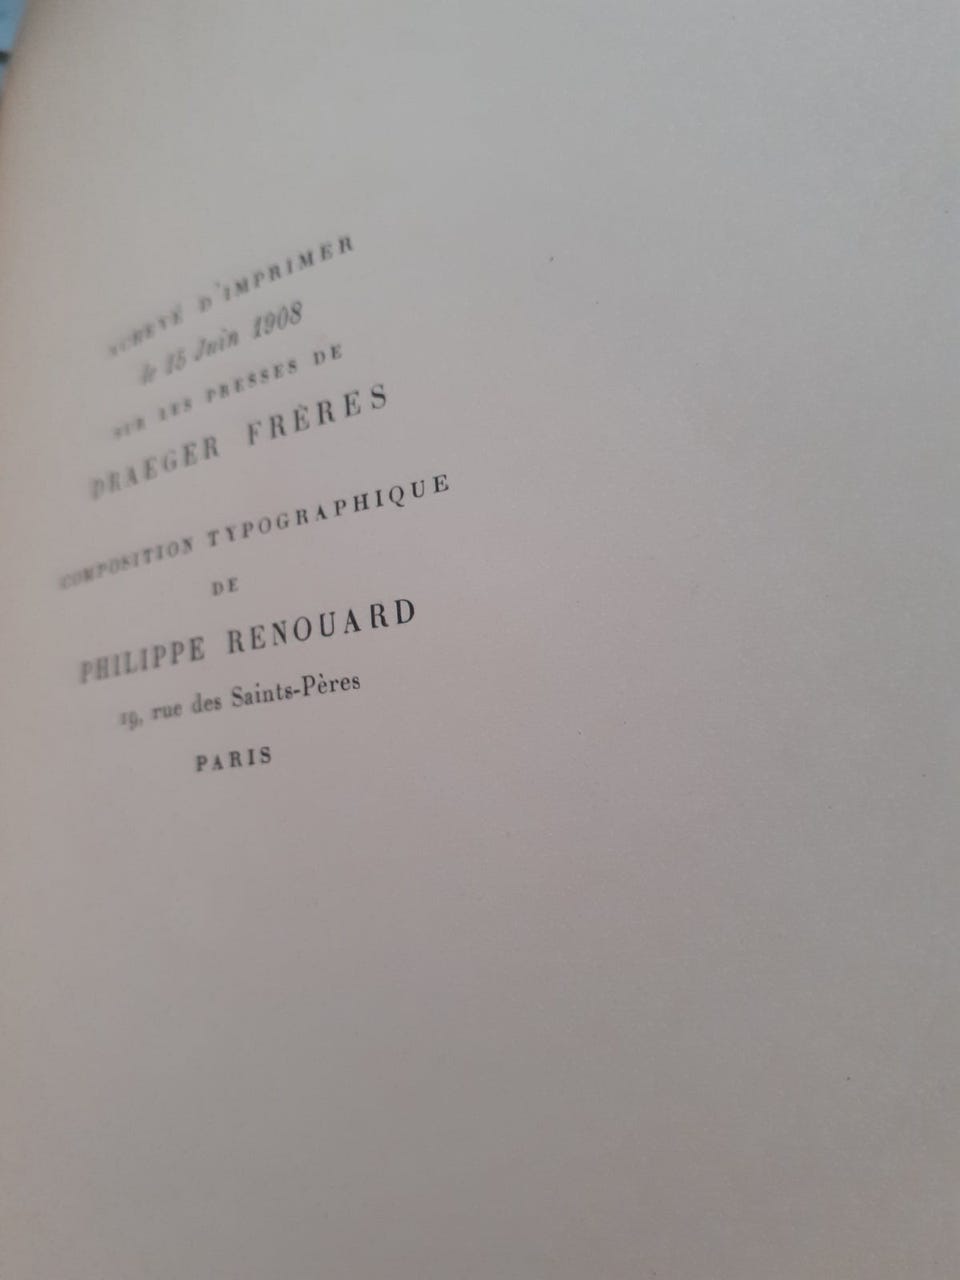 ACHEVÉ D'IMPRIMER
le 15 Juin 1908
SUR LES PRESSES DE
DRAEGER FRÈRES
COMPOSITION TYPOGRAPHIQUE
DE
PHILIPPE RENOUARD
19, rue des Saints-Pères
PARIS